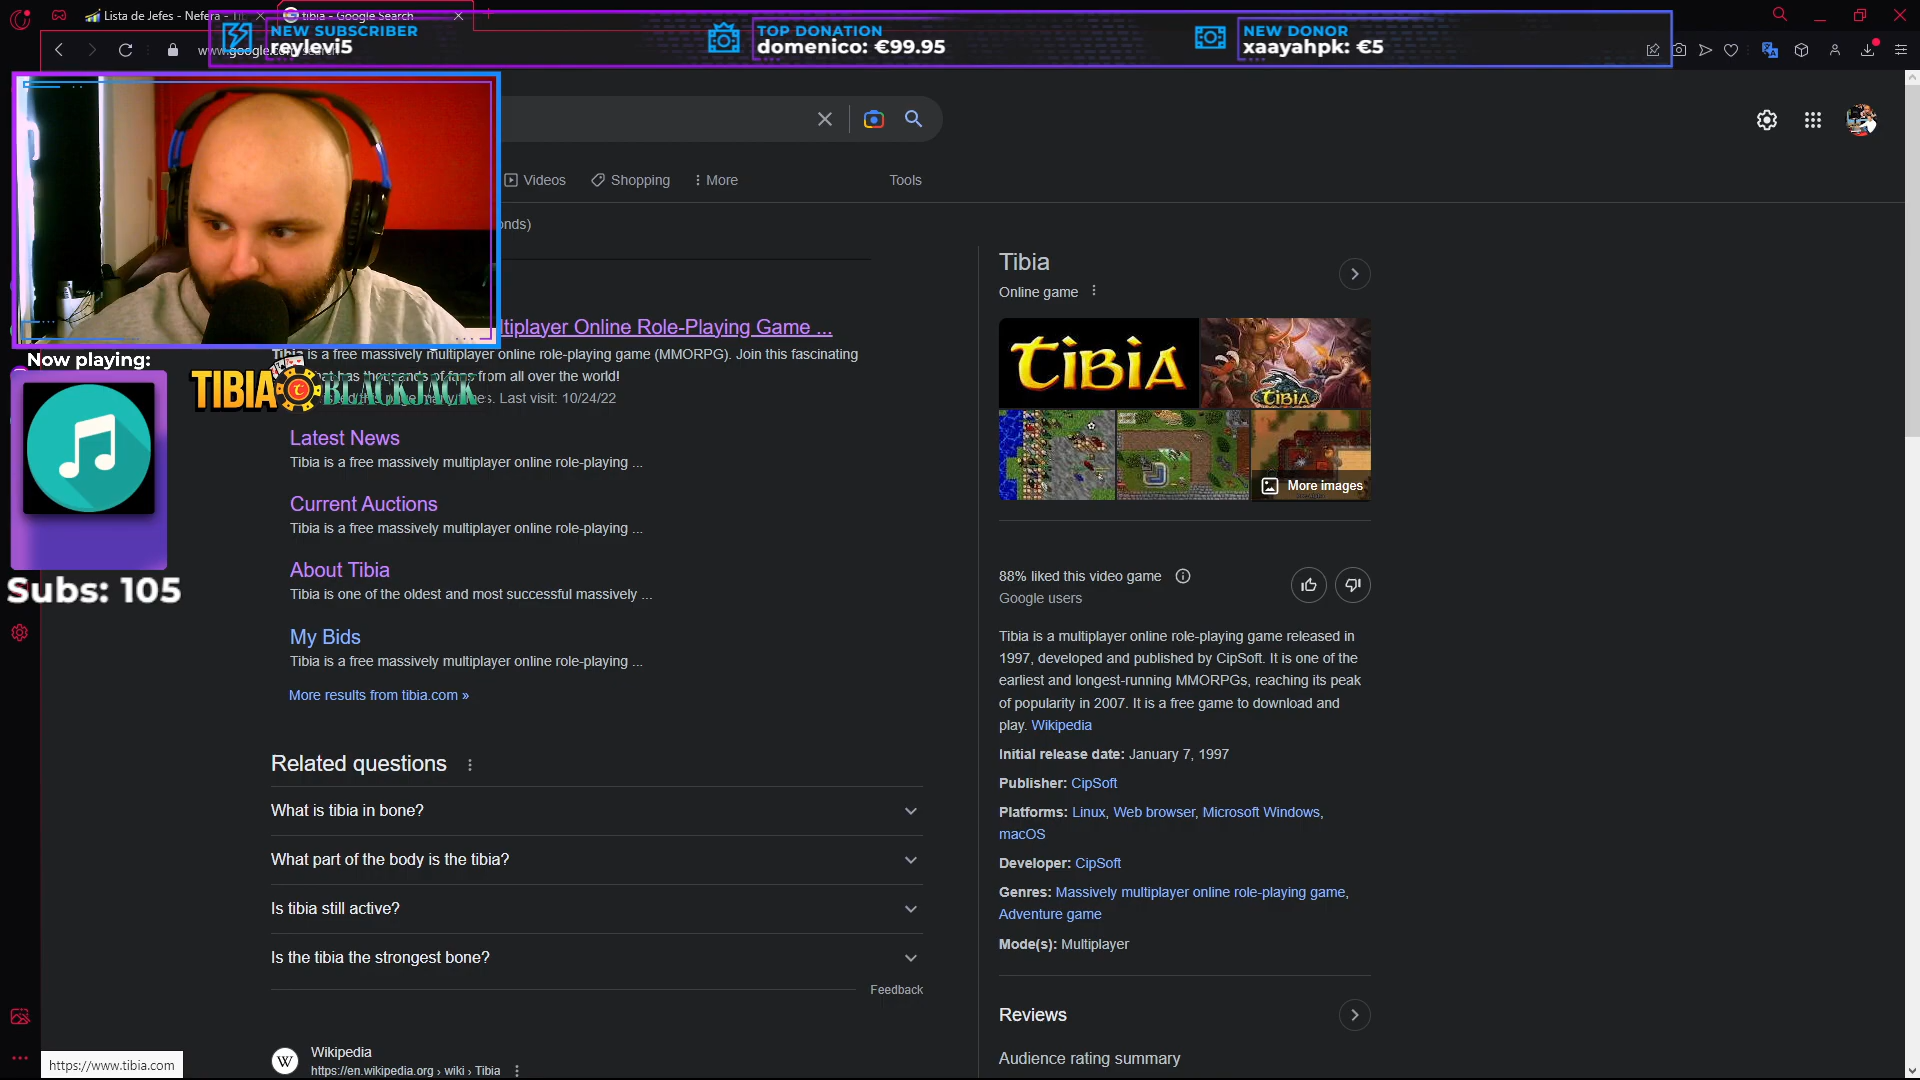 Lista de Jefes - Nefera -
tibia - Google Search
NEW SUBSCRIBER
reylevi5
TOP DONATION
domenico: €99.95
NEW DONOR
xaayahpk: €5
Videos
Shopping
More
Tools
onds)
ltiplayer Online Role-Playing Game ...
Tibia is a free massively multiplayer online role-playing game (MMORPG). Join this fascinating
that has thousands of fans from all over the world!
Last visit: 10/24/22
Now playing:
TIBIA BLACKJACK
Subs: 105
Latest News
Tibia is a free massively multiplayer online role-playing ...
Current Auctions
Tibia is a free massively multiplayer online role-playing ...
About Tibia
Tibia is one of the oldest and most successful massively ...
My Bids
Tibia is a free massively multiplayer online role-playing ...
More results from tibia.com »
Related questions
What is tibia in bone?
What part of the body is the tibia?
Is tibia still active?
Is the tibia the strongest bone?
Feedback
W
Wikipedia
https://en.wikipedia.org › wiki › Tibia
https://www.tibia.com
Tibia
Online game
TIBIA
TIBIA
More images
88% liked this video game
Google users
Tibia is a multiplayer online role-playing game released in
1997, developed and published by CipSoft. It is one of the
earliest and longest-running MMORPGs, reaching its peak
of popularity in 2007. It is a free game to download and
play. Wikipedia
Initial release date: January 7, 1997
Publisher: CipSoft
Platforms: Linux, Web browser, Microsoft Windows,
macOS
Developer: CipSoft
Genres: Massively multiplayer online role-playing game,
Adventure game
Mode(s): Multiplayer
Reviews
Audience rating summary